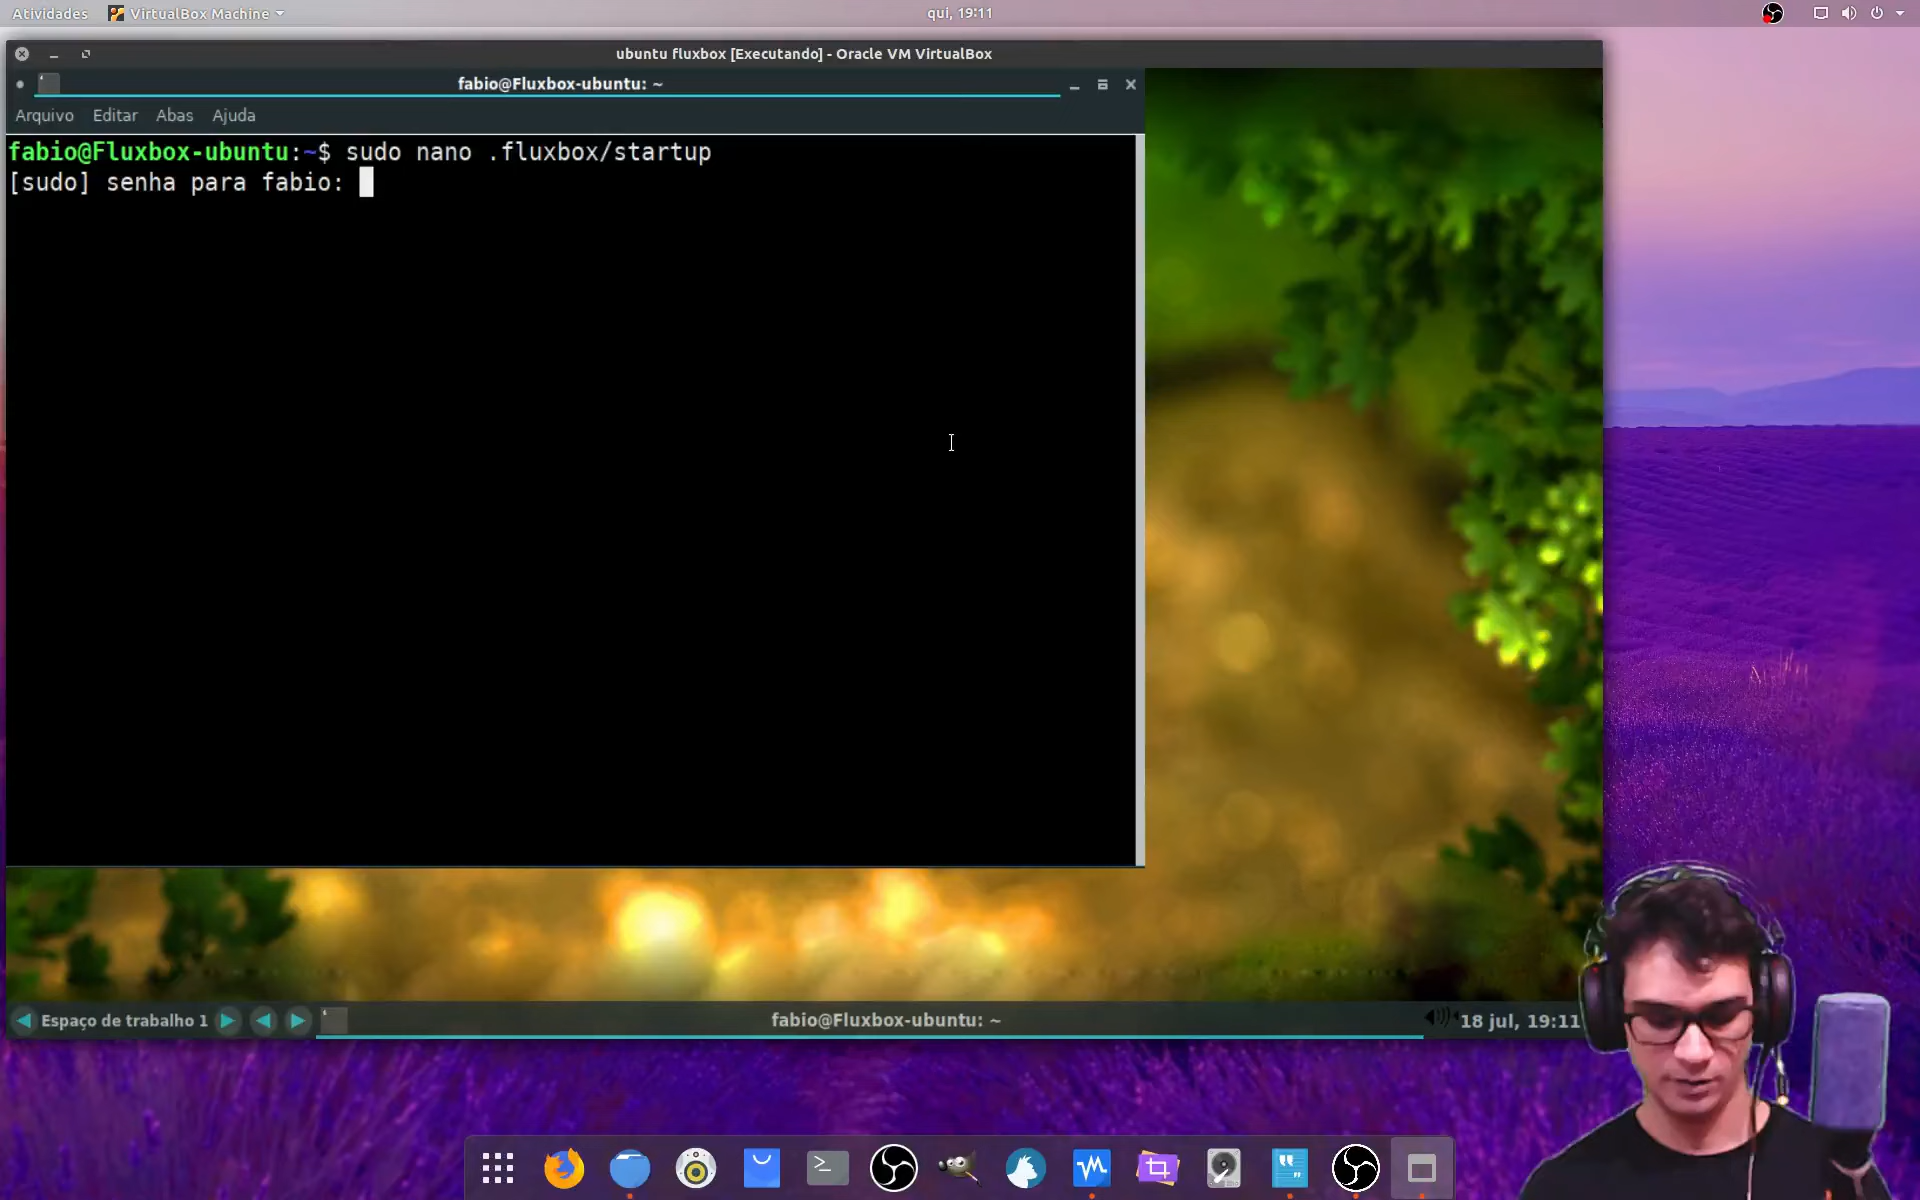 Atividades
VirtualBox Machine
qui, 19:11
ubuntu fluxbox [Executando] - Oracle VM VirtualBox
fabio@Fluxbox-ubuntu: ~
Arquivo Editar Abas Ajuda
fabio@Fluxbox-ubuntu:~$ sudo nano .fluxbox/startup
[sudo] senha para fabio:
Espaço de trabalho 1
fabio@Fluxbox-ubuntu: ~
18 jul, 19:11